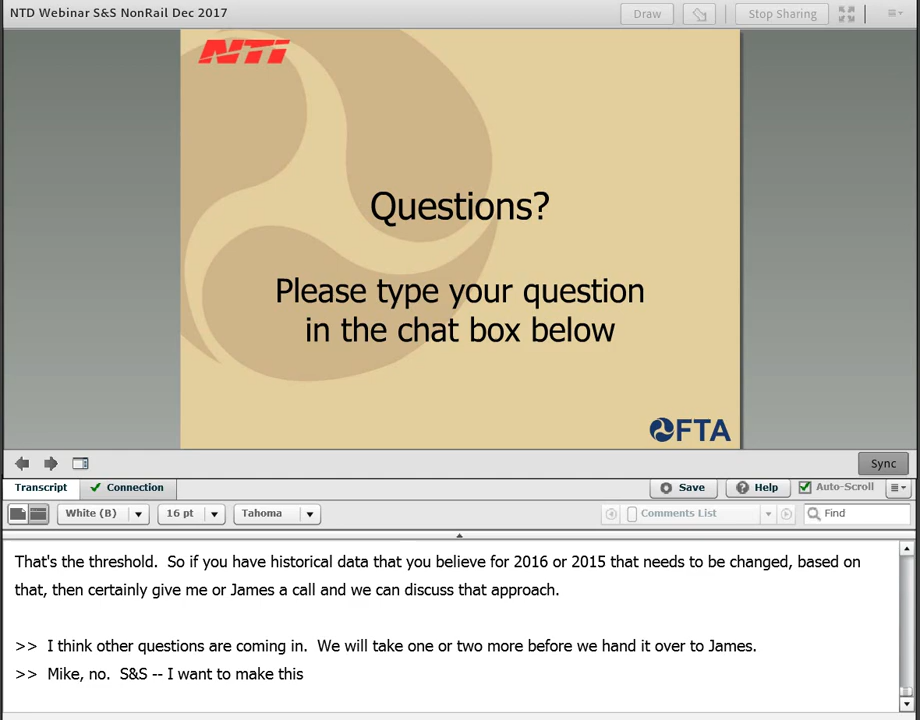 NTD Webinar S&S NonRail Dec 2017
Draw
Stop Sharing
NTI
Questions?
Please type your question
in the chat box below
FTA
Sync
Transcript
Connection
Save
Help
Auto-Scroll
White (B)
16 pt
Tahoma
Comments List
Find
That's the threshold.  So if you have historical data that you believe for 2016 or 2015 that needs to be changed, based on
that, then certainly give me or James a call and we can discuss that approach.
>>  I think other questions are coming in.  We will take one or two more before we hand it over to James.
>>  Mike, no.  S&S -- I want to make this